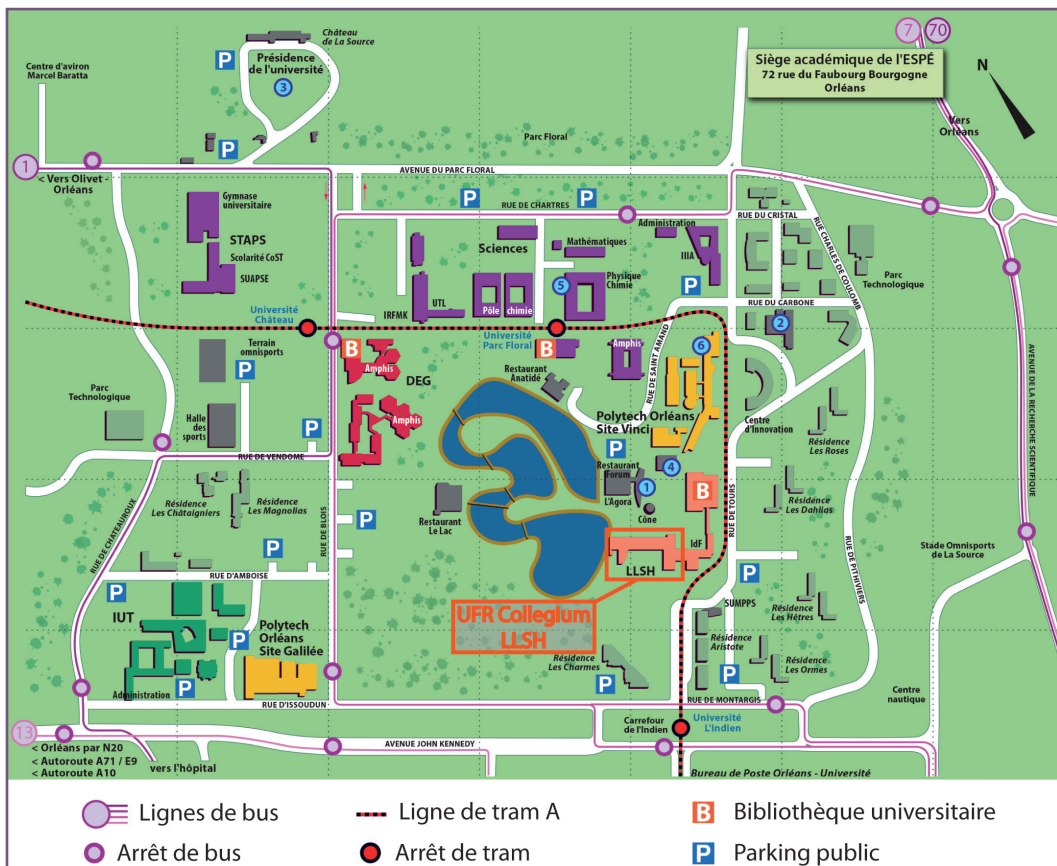 Château
de La Source
7
70
Centre d'aviron
Marcel Baratta
P
Présidence
de l'université
3
Siège académique de l'ESPÉ
72 rue du Faubourg Bourgogne
Orléans
N
Vers
Orléans
P
Parc Floral
1
< Vers Olivet -
Orléans
AVENUE DU PARC FLORAL
Gymnase
universitaire
P
P
RUE DE CHARTRES
RUE DU CRISTAL
RUE CHARLES DE COULOMB
STAPS
Scolarité CoST
SUAPSE
Sciences
Mathématiques
Administration
IIIA
Physique
Chimie
5
P
Parc
Technologique
UTL
Pôle
chimie
IRFMK
RUE DU CARBONE
Université
Château
Université
Parc Floral
2
Terrain
omnisports
P
B
Amphis
DEG
B
Amphis
RUE DE SAINT AMAND
6
Restaurant
Anatidé
Parc
Technologique
Halle
des
sports
P
Amphis
Polytech Orléans
Site Vinci
Centre
d'Innovation
AVENUE DE LA RECHERCHE SCIENTIFIQUE
P
Résidence
Les Roses
RUE DE VENDOME
Restaurant
Forum
4
L'Agora
1
B
Cône
RUE DE TOURS
Résidence
Les Châtaigniers
Résidence
Les Magnolias
RUE DE CHATEAUROUX
RUE DE BLOIS
P
Restaurant
Le Lac
Résidence
Les Dahlias
RUE DE PITHIVIERS
Stade Omnisports
de La Source
P
IdF
LLSH
P
RUE D'AMBOISE
P
IUT
UFR Collegium
LLSH
SUMPPS
Résidence
Les Hêtres
Polytech
Orléans
Site Galilée
P
P
Administration
Résidence
Les Charmes
P
Résidence
Aristote
P
Résidence
Les Ormes
Centre
nautique
RUE D'ISSOUDUN
RUE DE MONTARGIS
13
< Orléans par N20
< Autoroute A71 / E9
< Autoroute A10
vers l'hôpital
AVENUE JOHN KENNEDY
Carrefour
de l'Indien
Université
L'Indien
Bureau de Poste Orléans - Université
Lignes de bus
Ligne de tram A
B
Bibliothèque universitaire
Arrêt de bus
Arrêt de tram
P
Parking public